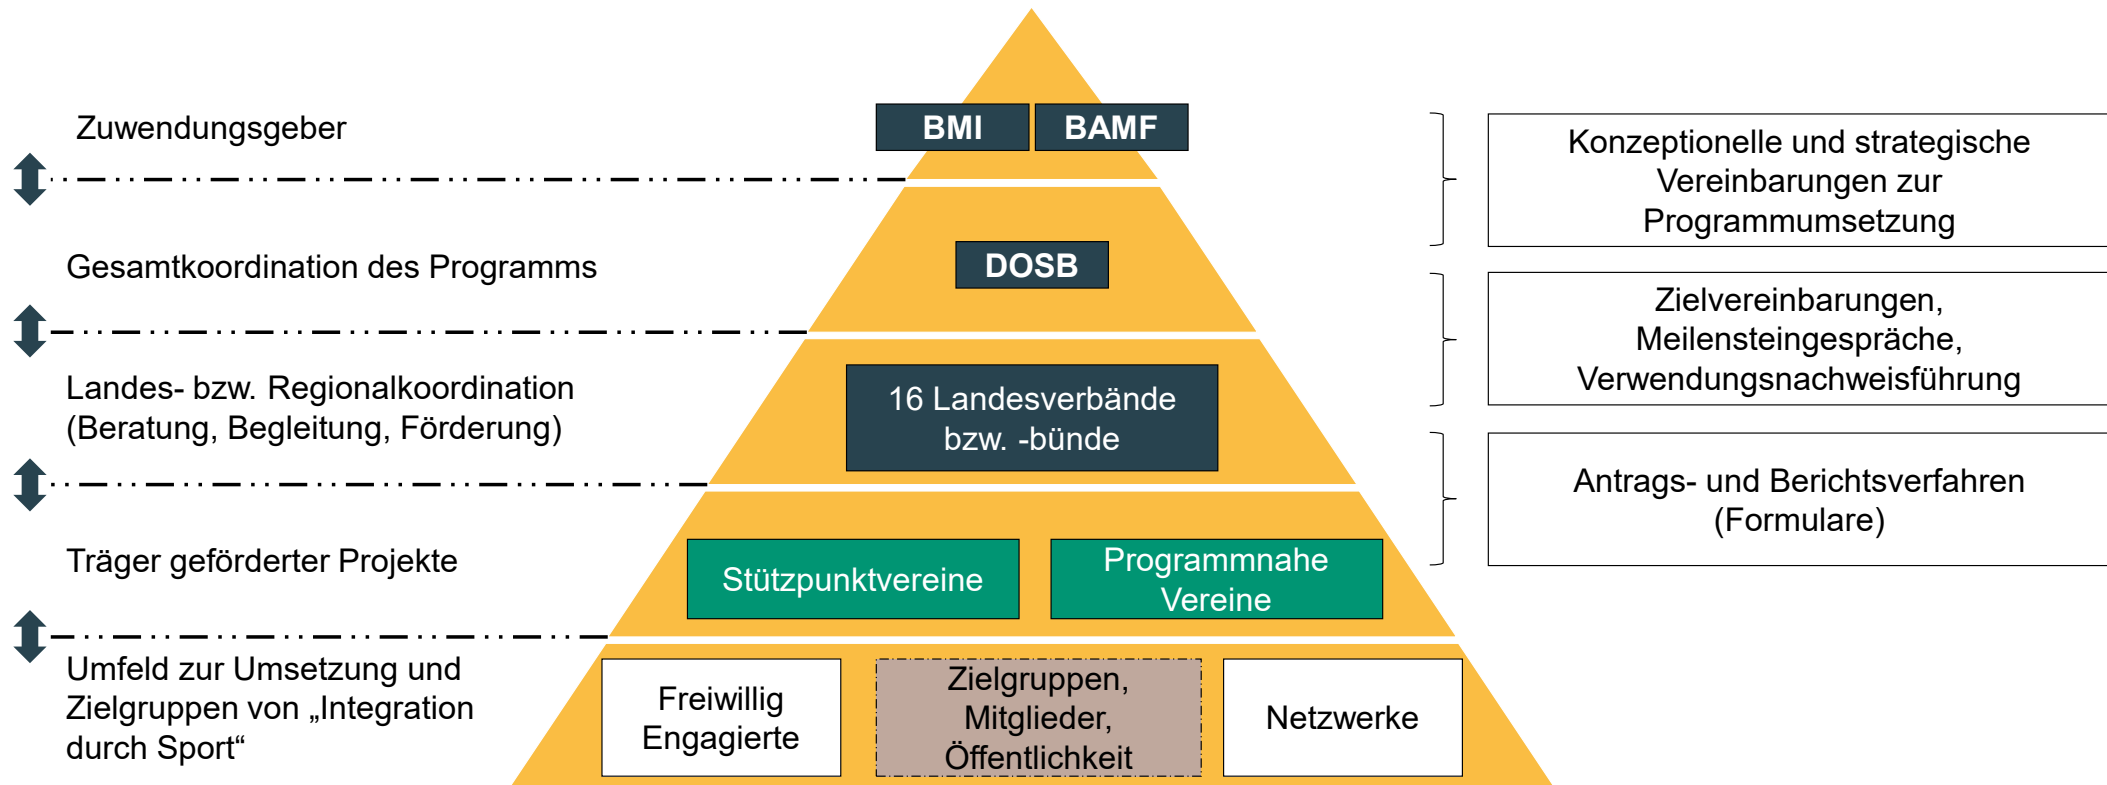 Zuwendungsgeber
BMI
BAMF
Konzeptionelle und strategische
Vereinbarungen zur
Programmumsetzung
Gesamtkoordination des Programms
DOSB
Zielvereinbarungen,
Meilensteingespräche,
Verwendungsnachweisführung
Landes- bzw. Regionalkoordination
(Beratung, Begleitung, Förderung)
16 Landesverbände
bzw. -bünde
Antrags- und Berichtsverfahren
(Formulare)
Träger geförderter Projekte
Stützpunktvereine
Programmnahe
Vereine
Umfeld zur Umsetzung und
Zielgruppen von „Integration
durch Sport“
Freiwillig
Engagierte
Zielgruppen,
Mitglieder,
Öffentlichkeit
Netzwerke